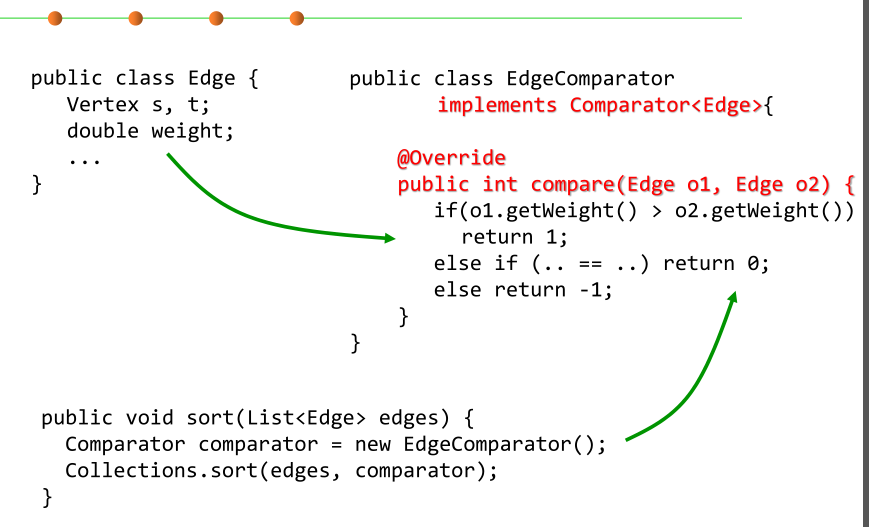 public class Edge {
Vertex s, t;
double weight;
...
}
public class EdgeComparator
implements Comparator<Edge>{
@Override
public int compare(Edge o1, Edge o2) {
if(o1.getWeight() > o2.getWeight())
return 1;
else if (.. == ..) return 0;
else return -1;
}
}
public void sort(List<Edge> edges) {
Comparator comparator = new EdgeComparator();
Collections.sort(edges, comparator);
}